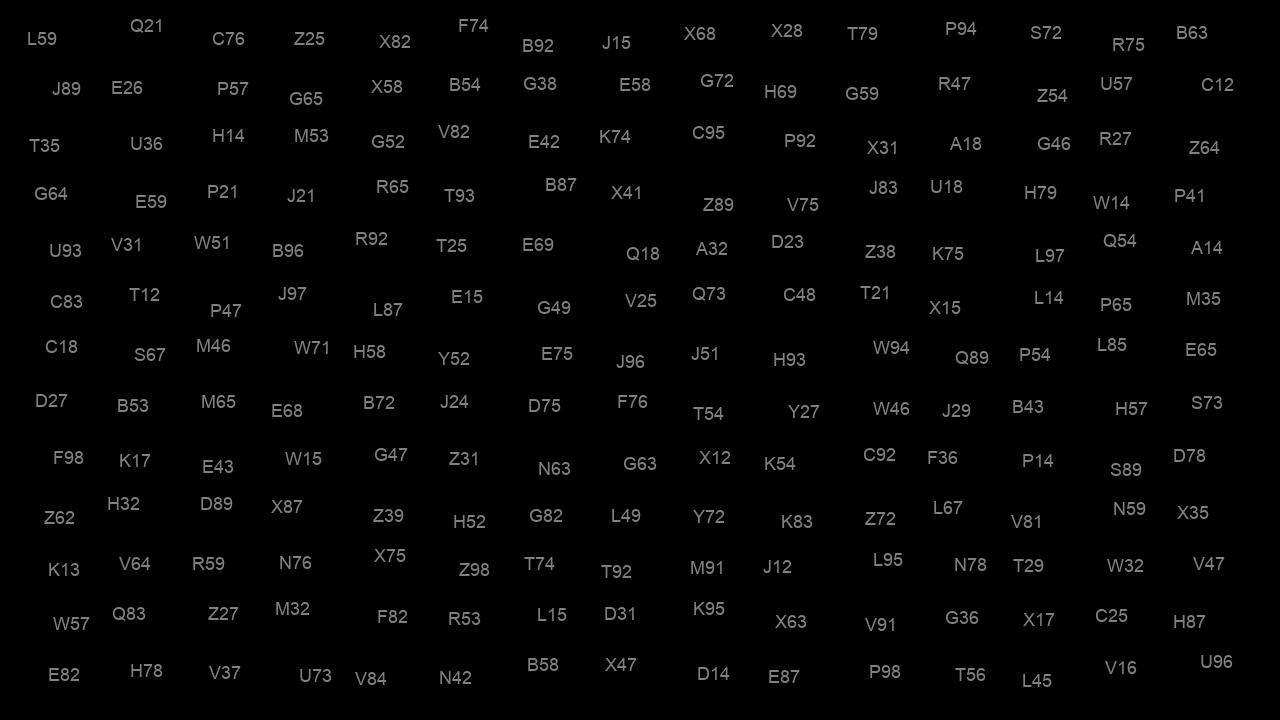 L59 Q21 C76 Z25 X82 F74 B92 J15 X68 X28 T79 P94 S72 R75 B63
J89 E26 P57 G65 X58 B54 G38 E58 G72 H69 G59 R47 Z54 U57 C12
T35 U36 H14 M53 G52 V82 E42 K74 C95 P92 X31 A18 G46 R27 Z64
G64 E59 P21 J21 R65 T93 B87 X41 Z89 V75 J83 U18 H79 W14 P41
U93 V31 W51 B96 R92 T25 E69 Q18 A32 D23 Z38 K75 L97 Q54 A14
C83 T12 P47 J97 L87 E15 G49 V25 Q73 C48 T21 X15 L14 P65 M35
C18 S67 M46 W71 H58 Y52 E75 J96 J51 H93 W94 Q89 P54 L85 E65
D27 B53 M65 E68 B72 J24 D75 F76 T54 Y27 W46 J29 B43 H57 S73
F98 K17 E43 W15 G47 Z31 N63 G63 X12 K54 C92 F36 P14 S89 D78
Z62 H32 D89 X87 Z39 H52 G82 L49 Y72 K83 Z72 L67 V81 N59 X35
K13 V64 R59 N76 X75 Z98 T74 T92 M91 J12 L95 N78 T29 W32 V47
W57 Q83 Z27 M32 F82 R53 L15 D31 K95 X63 V91 G36 X17 C25 H87
E82 H78 V37 U73 V84 N42 B58 X47 D14 E87 P98 T56 L45 V16 U96